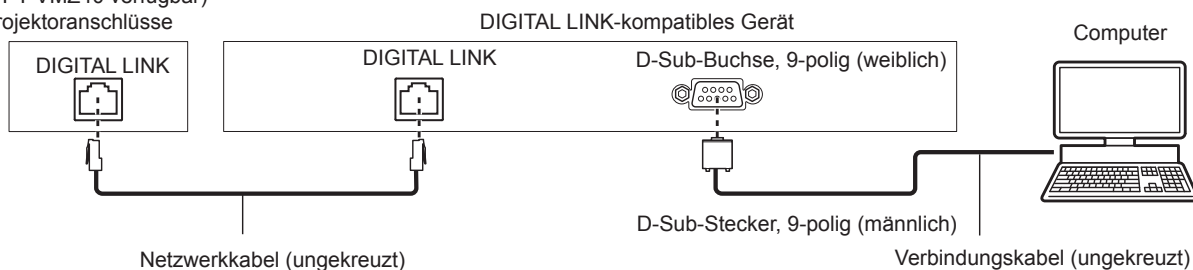 rojektoranschlüsse
DIGITAL LINK-kompatibles Gerät
Computer
DIGITAL LINK
DIGITAL LINK
D-Sub-Buchse, 9-polig (weiblich)
D-Sub-Stecker, 9-polig (männlich)
Netzwerkkabel (ungekreuzt)
Verbindungskabel (ungekreuzt)